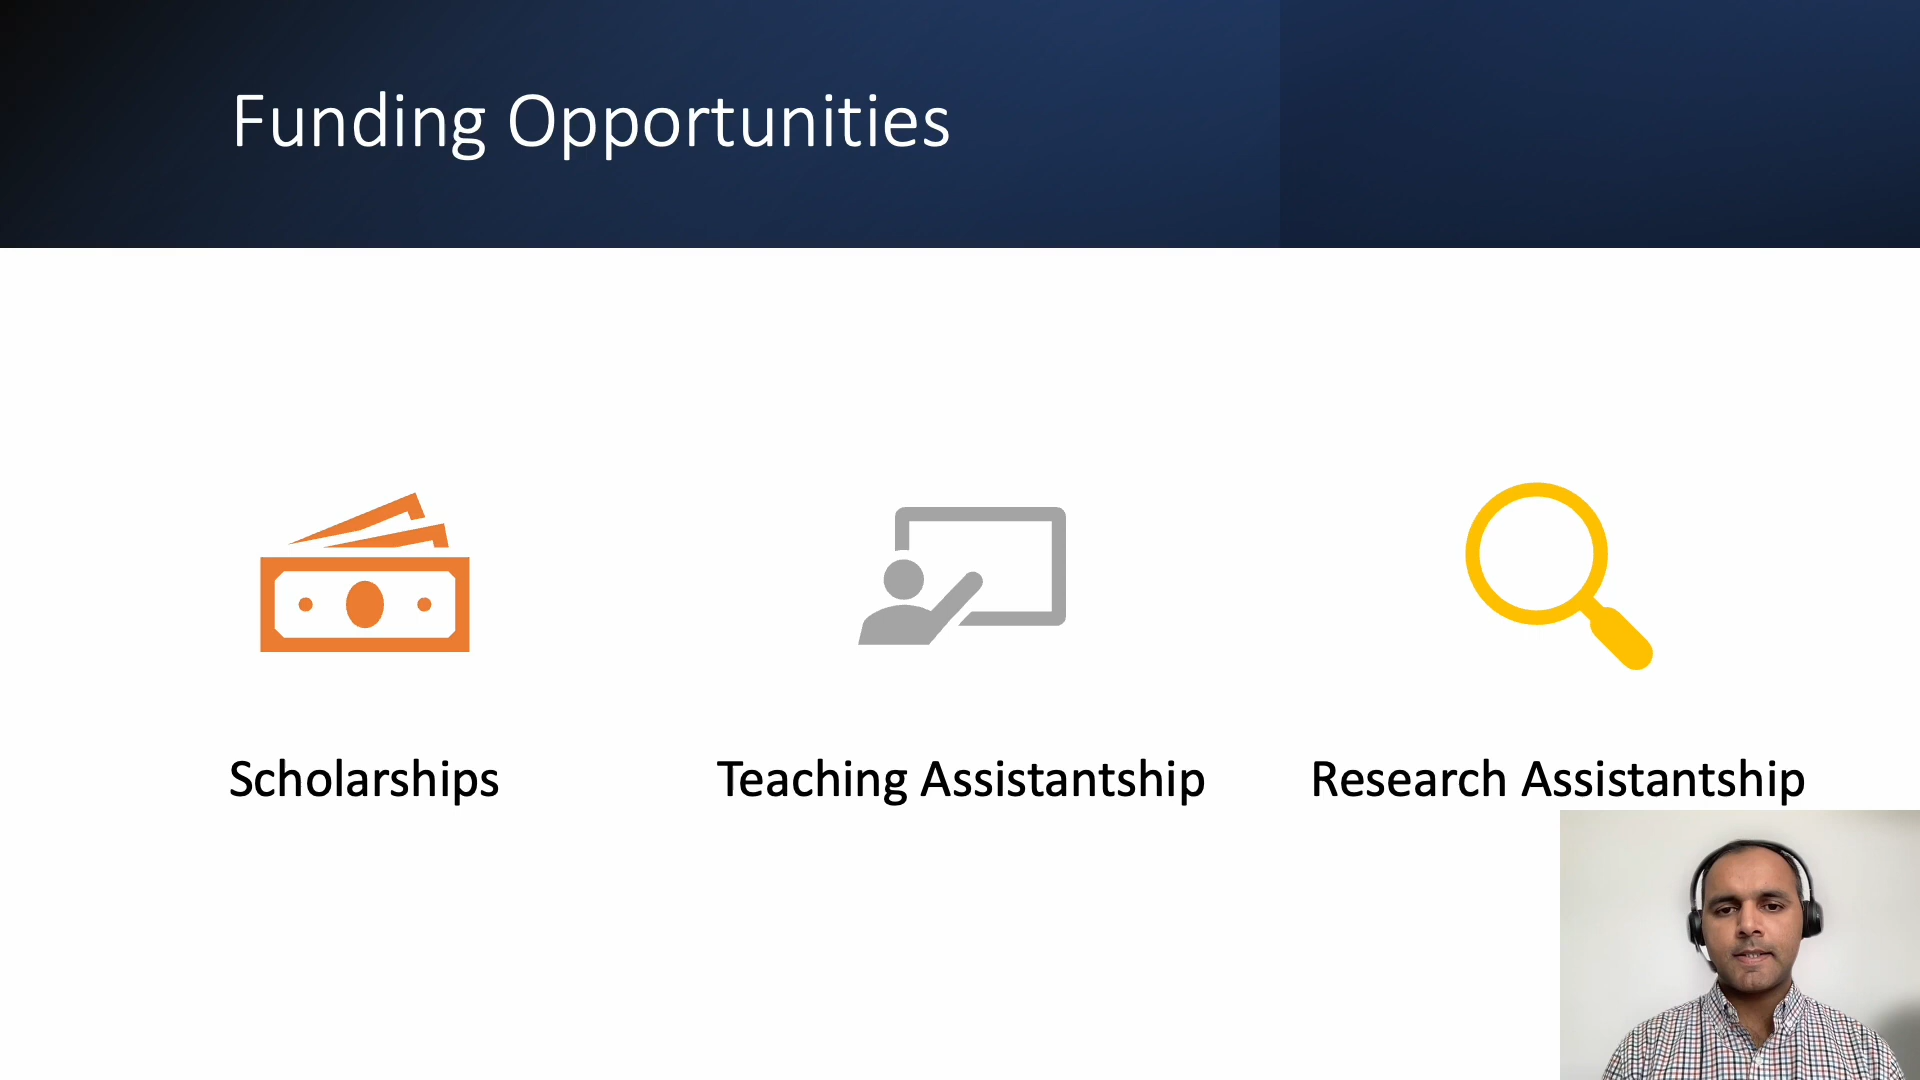 Funding Opportunities
Scholarships
Teaching Assistantship
Research Assistantship